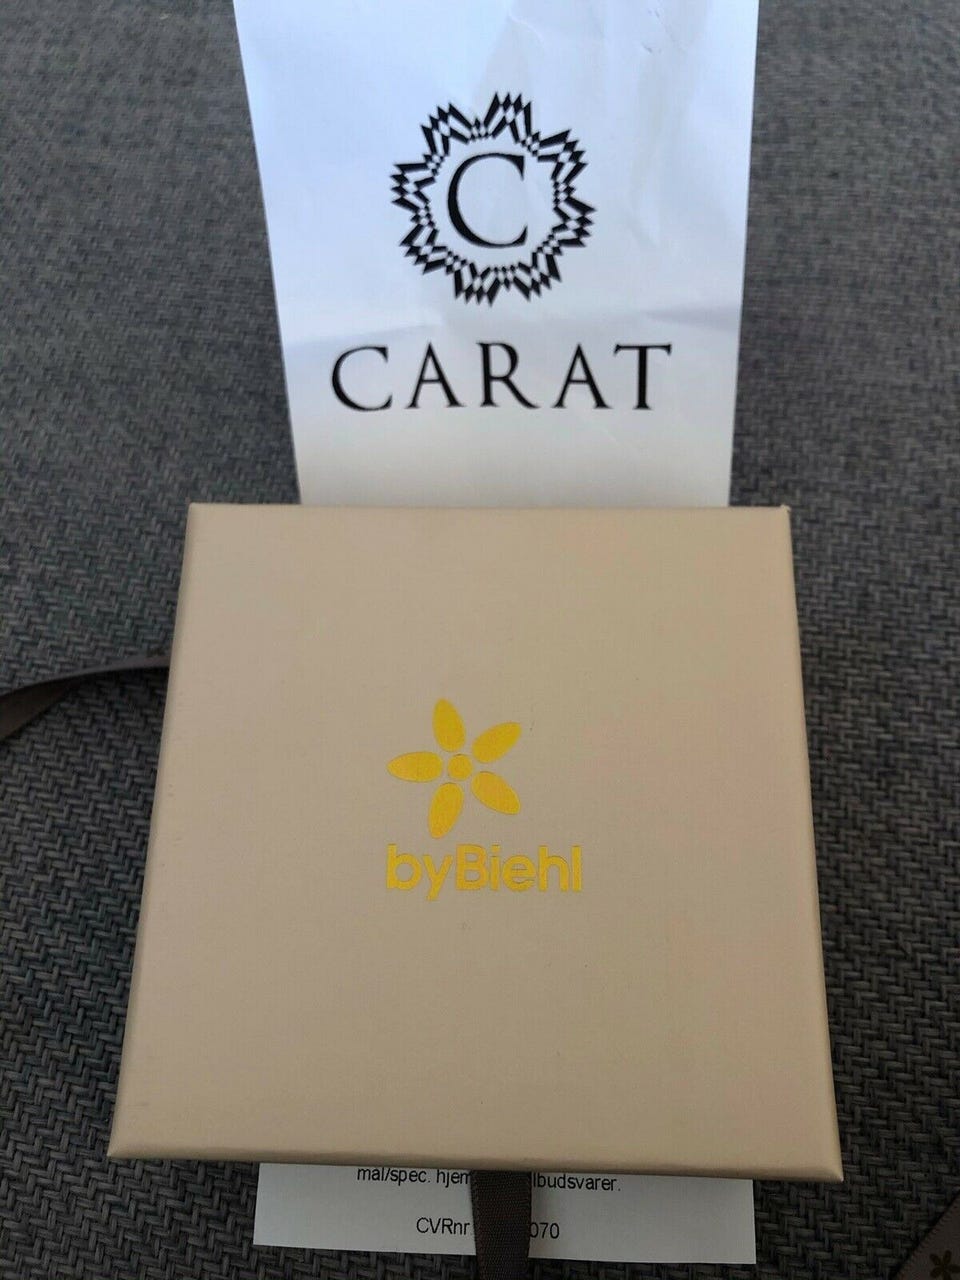 C
CARAT
byBiehl
mal/spec. hjem lbudsvarer.
CVRnr 070